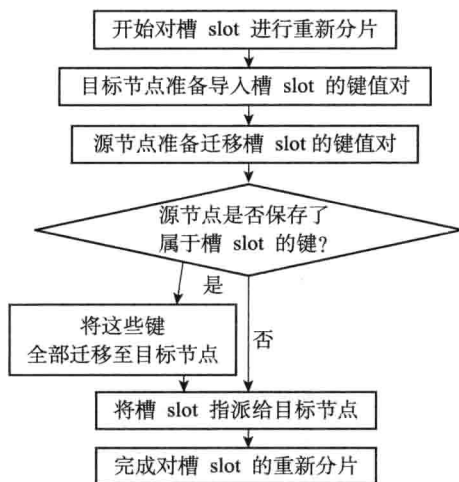 开始对槽 slot 进行重新分片
目标节点准备导入槽 slot 的键值对
源节点准备迁移槽 slot的键值对
源节点是否保存了
属于槽 slot 的键?
是
将这些键
全部迁移至目标节点
否
将槽 slot 指派给目标节点
完成对槽 slot 的重新分片